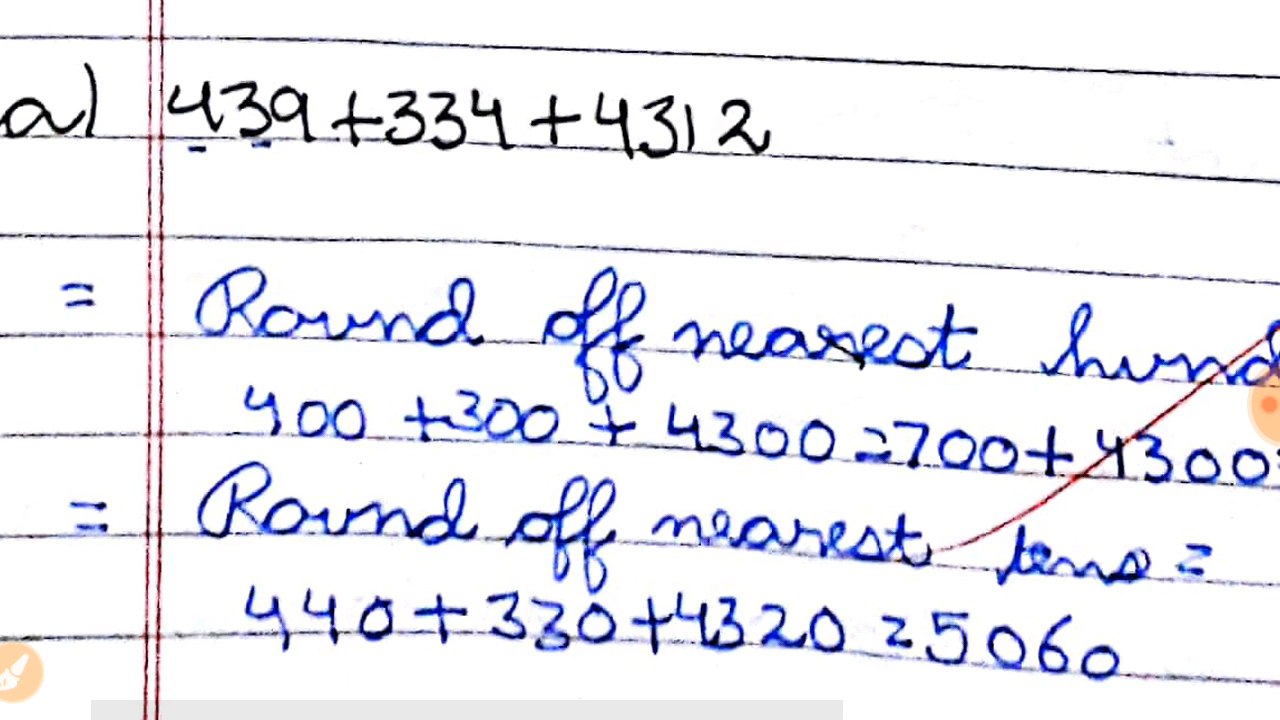 a) 439+334+4312
= Round off nearest hund
400 +300 + 4300=700+4300=
= Round off nearest tens =
440+330+4320 =5060